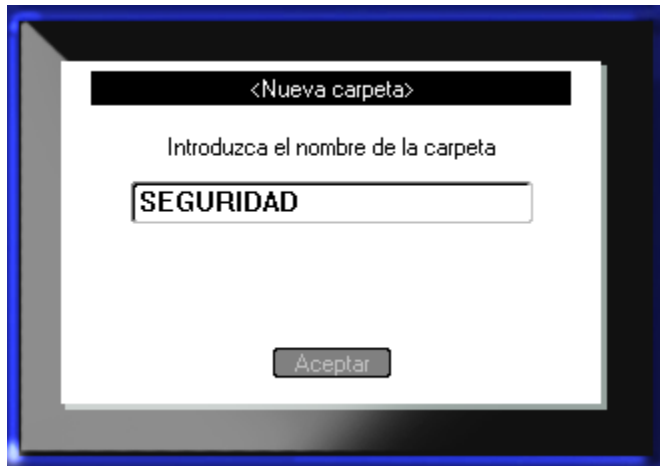 <Nueva carpeta>
Introduzca el nombre de la carpeta
SEGURIDAD
Aceptar